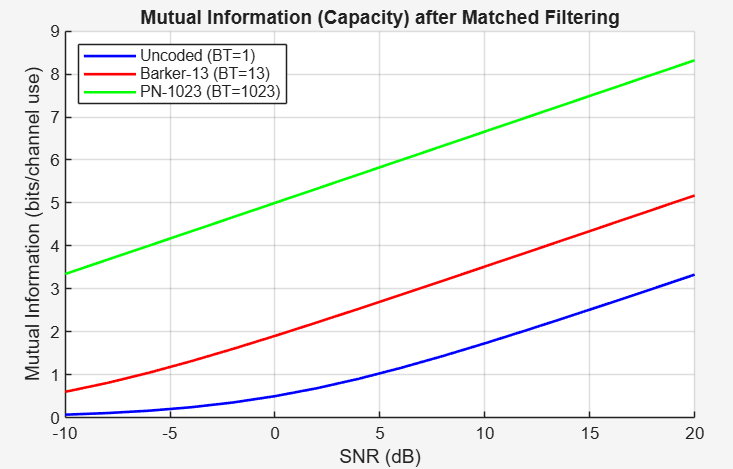 Mutual Information (Capacity) after Matched Filtering
Mutual Information (bits/channel use)
9
8
7
6
5
4
3
2
1
0
Uncoded (BT=1)
Barker-13 (BT=13)
PN-1023 (BT=1023)
-10
-5
0
5
10
15
20
SNR (dB)